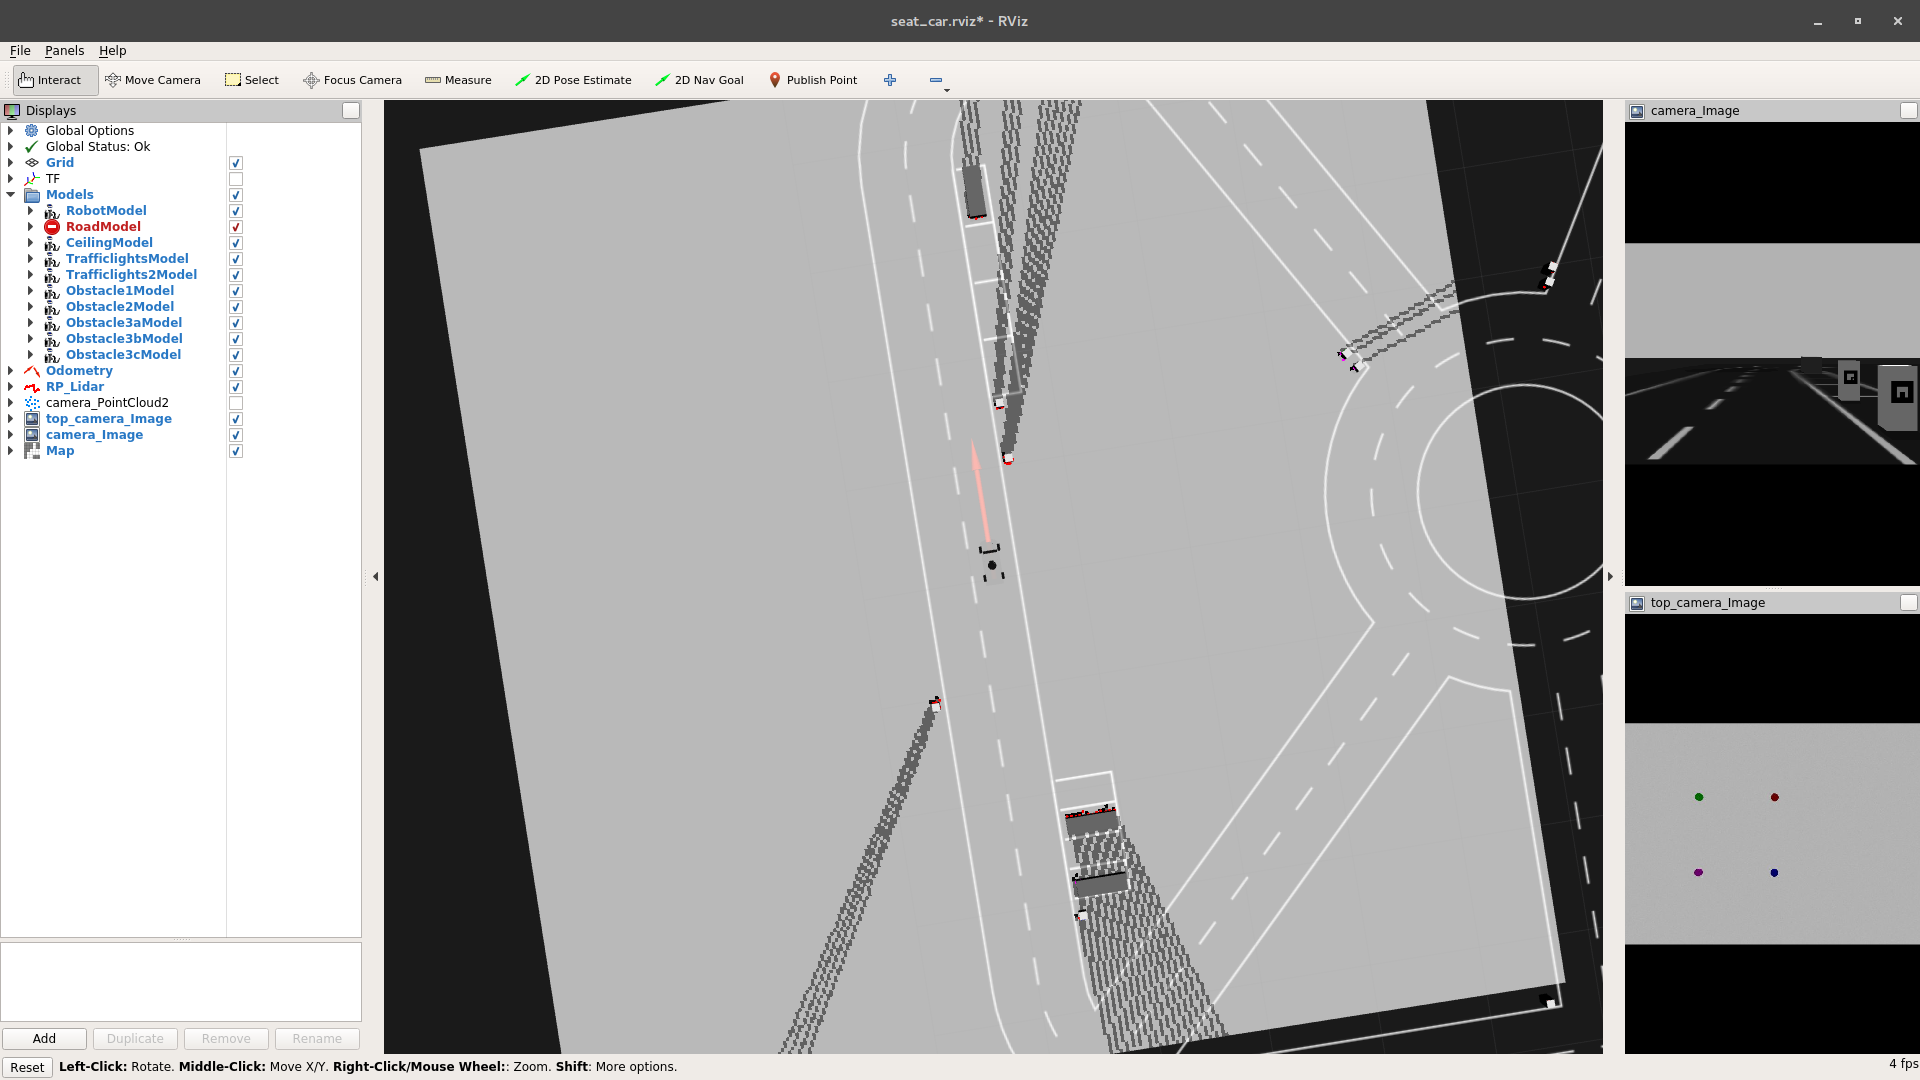 seat_car.rviz* - RViz
File Panels Help
Interact Move Camera Select Focus Camera Measure 2D Pose Estimate 2D Nav Goal Publish Point
Displays
Global Options
Global Status: Ok
Grid
TF
Models
RobotModel
RoadModel
CeilingModel
TrafficlightsModel
Trafficlights2Model
Obstacle1Model
Obstacle2Model
Obstacle3aModel
Obstacle3bModel
Obstacle3cModel
Odometry
RP_Lidar
camera_PointCloud2
top_camera_Image
camera_Image
Map
Add Duplicate Remove Rename
camera_Image
top_camera_Image
Reset Left-Click: Rotate. Middle-Click: Move X/Y. Right-Click/Mouse Wheel:: Zoom. Shift: More options. 4 fps